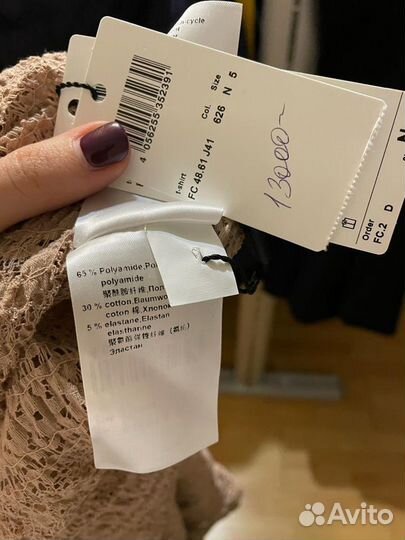 cycle
4 056255 352391
t-shirt
FC 48.61 J41
Col.
626
Size
N 5
13000-
Order
FC.2 D
N
65 % Polyamide,Po
polyamide
聚酰胺纤维,Пол
30 % cotton,Baumwo
coton 棉,Хлопок
5 % elastane,Elastan
elasthanne
聚氨酯弹性纤维（氨纶）
Эластан
Avito